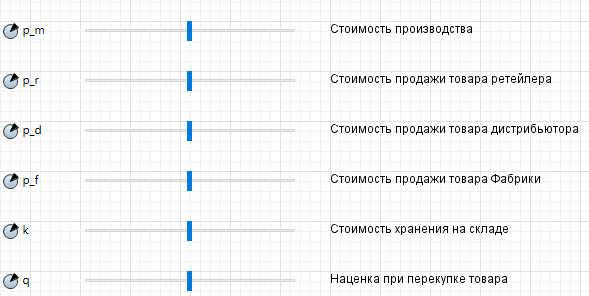 p_m Стоимость производства
p_r Стоимость продажи товара ретейлера
p_d Стоимость продажи товара дистрибьютора
p_f Стоимость продажи товара Фабрики
k Стоимость хранения на складе
q Наценка при перекупке товара